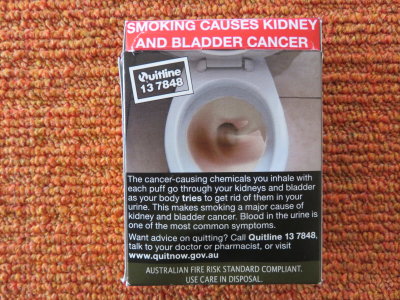 SMOKING CAUSES KIDNEY
AND BLADDER CANCER
Quitline
13 7848
The cancer-causing chemicals you inhale with
each puff go through your kidneys and bladder
as your body tries to get rid of them in your
urine. This makes smoking a major cause of
kidney and bladder cancer. Blood in the urine is
one of the most common symptoms.
Want advice on quitting? Call Quitline 13 7848,
talk to your doctor or pharmacist, or visit
www.quitnow.gov.au
AUSTRALIAN FIRE RISK STANDARD COMPLIANT.
USE CARE IN DISPOSAL.